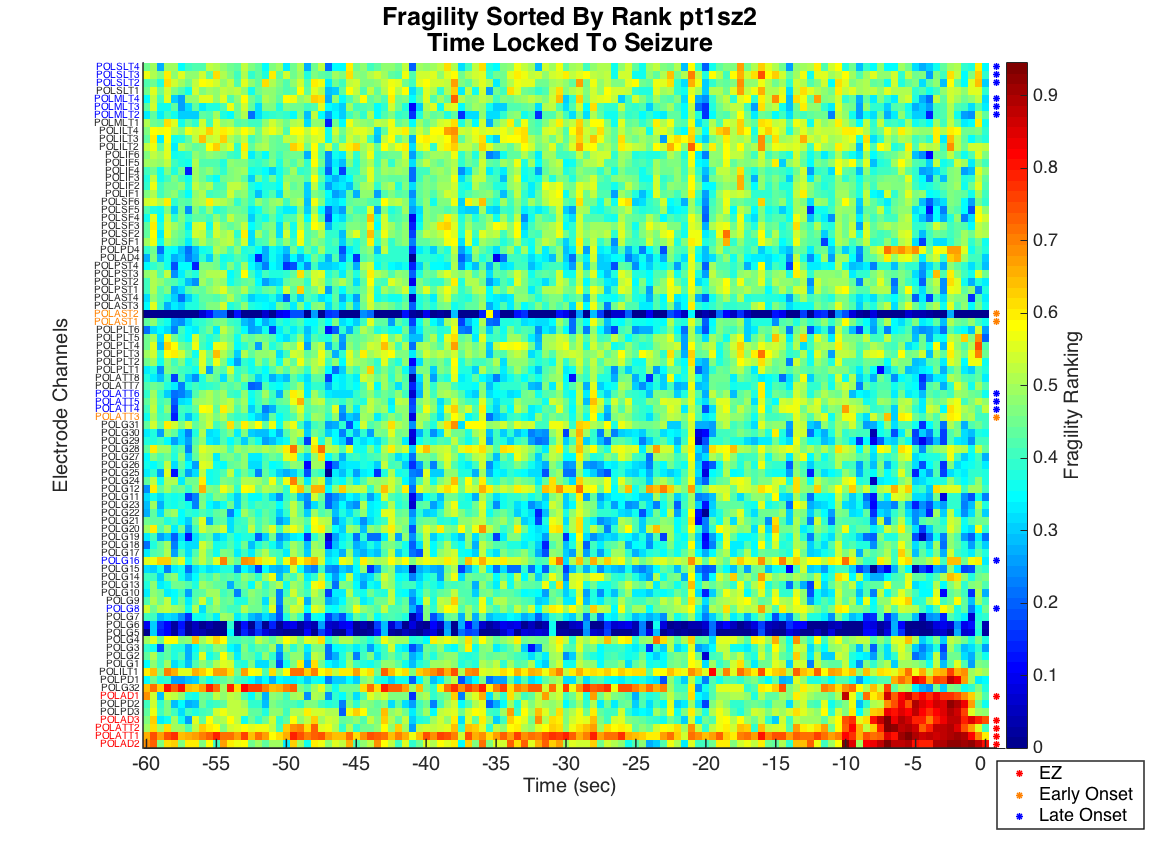 Fragility Sorted By Rank pt1sz2
Time Locked To Seizure
Electrode Channels
POLSLT4
POLSLT3
POLSLT2
POLSLT1
POLMLT4
POLMLT3
POLMLT2
POLMLT1
POLILT4
POLILT3
POLILT2
POLIF6
POLIF5
POLIF4
POLIF3
POLIF2
POLIF1
POLSF6
POLSF5
POLSF4
POLSF3
POLSF2
POLSF1
POLPD4
POLAD4
POLPST4
POLPST3
POLPST2
POLPST1
POLAST4
POLAST3
POLAST2
POLAST1
POLPLT6
POLPLT5
POLPLT4
POLPLT3
POLPLT2
POLPLT1
POLATT8
POLATT7
POLATT6
POLATT5
POLATT4
POLATT3
POLG31
POLG30
POLG29
POLG28
POLG27
POLG26
POLG25
POLG24
POLG12
POLG11
POLG23
POLG22
POLG21
POLG20
POLG19
POLG18
POLG17
POLG16
POLG15
POLG14
POLG13
POLG10
POLG9
POLG8
POLG7
POLG6
POLG5
POLG4
POLG3
POLG2
POLG1
POLILT1
POLPD1
POLG32
POLAD1
POLPD2
POLPD3
POLAD3
POLATT2
POLATT1
POLAD2
-60 -55 -50 -45 -40 -35 -30 -25 -20 -15 -10 -5 0
Time (sec)
0.9
0.8
0.7
0.6
0.5
0.4
0.3
0.2
0.1
0
Fragility Ranking
EZ
Early Onset
Late Onset